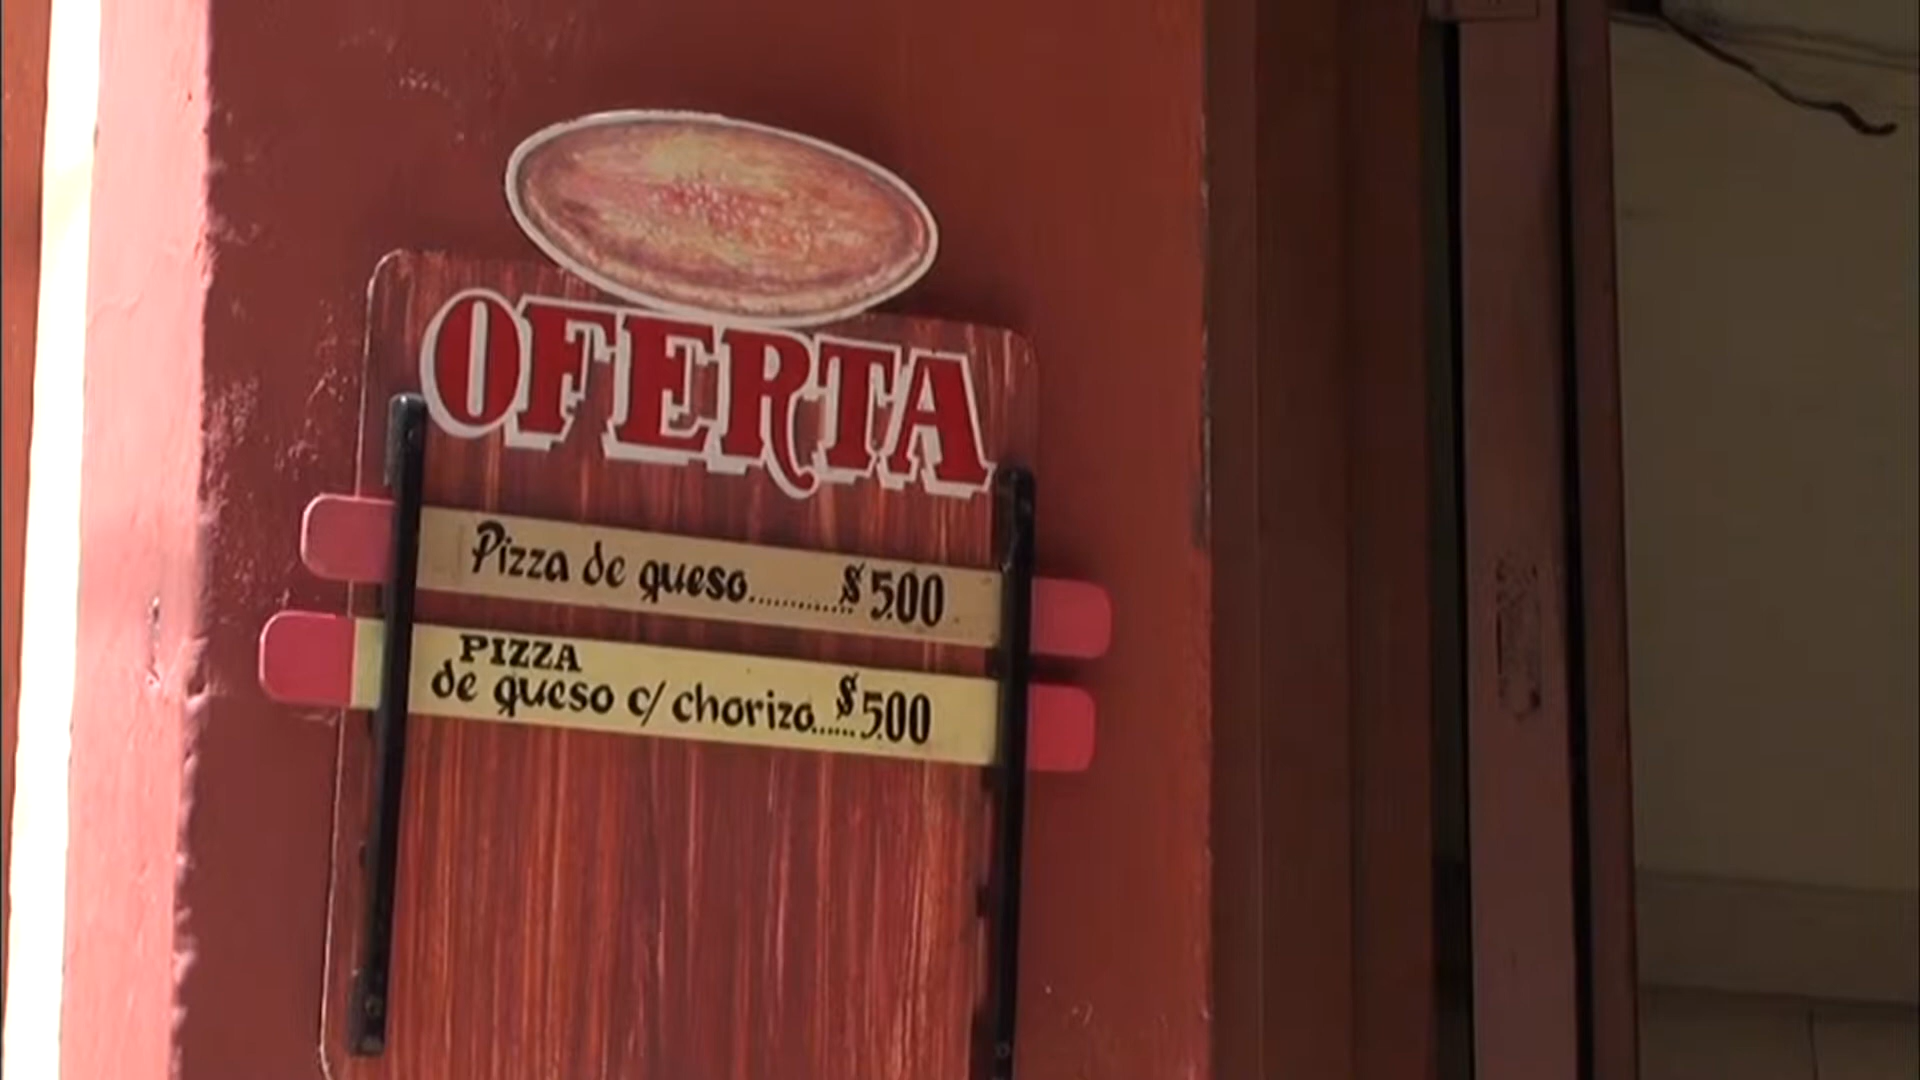 OFERTA
Pizza de queso............$5.00
PIZZA
de queso c/ chorizo......$5.00